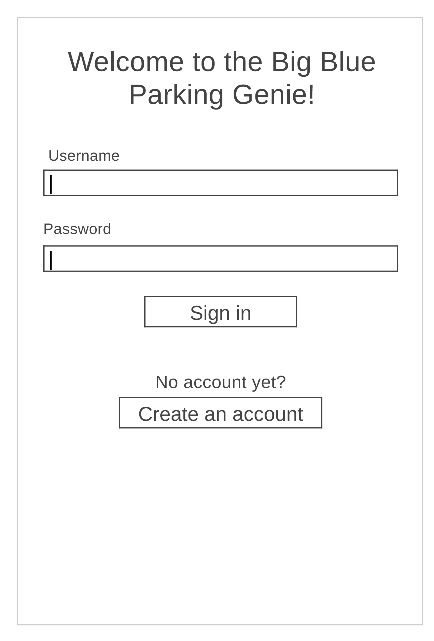 Welcome to the Big Blue
Parking Genie!
Username
Password
Sign in
No account yet?
Create an account